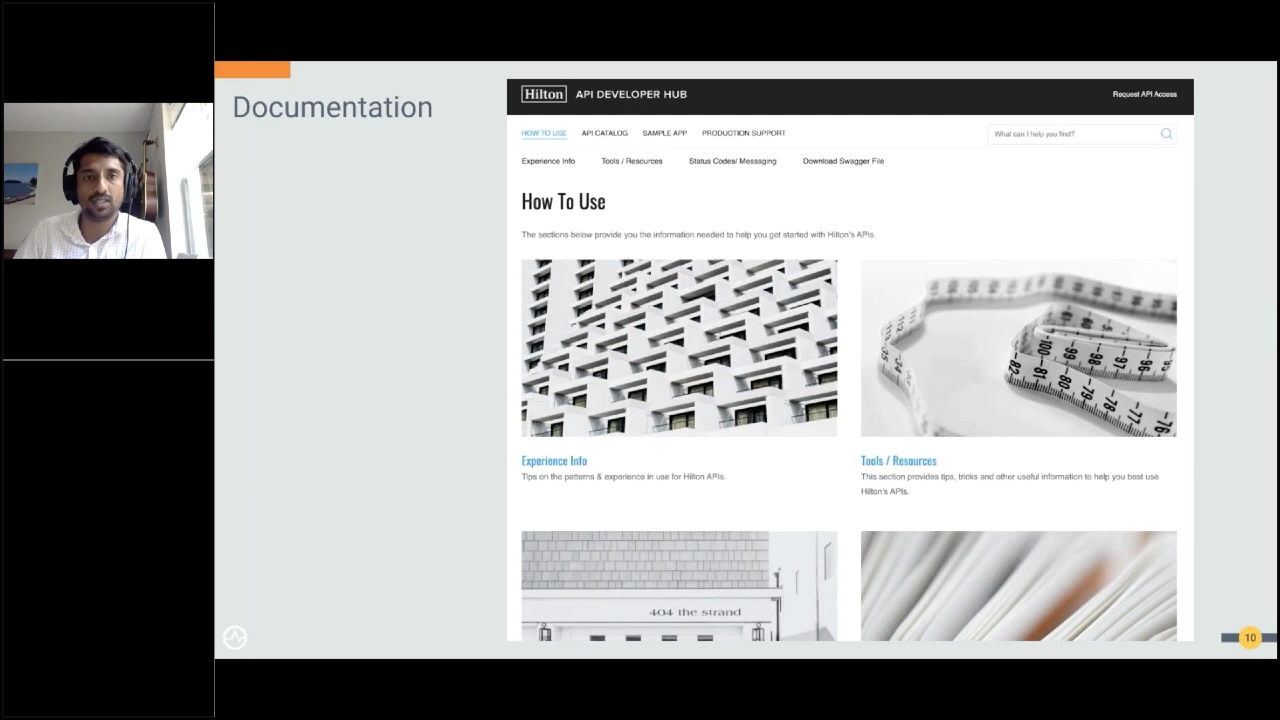 Documentation
Hilton API DEVELOPER HUB
Request API Access
HOW TO USE API CATALOG SAMPLE APP PRODUCTION SUPPORT
What can I help you find?
Experience Info Tools / Resources Status Codes/ Messaging Download Swagger File
How To Use
The sections below provide you the information needed to help you get started with Hilton's APIs.
Experience Info
Tips on the patterns & experience in use for Hilton APIs.
Tools / Resources
This section provides tips, tricks and other useful information to help you best use
Hilton's APIs.
404 the strand
10